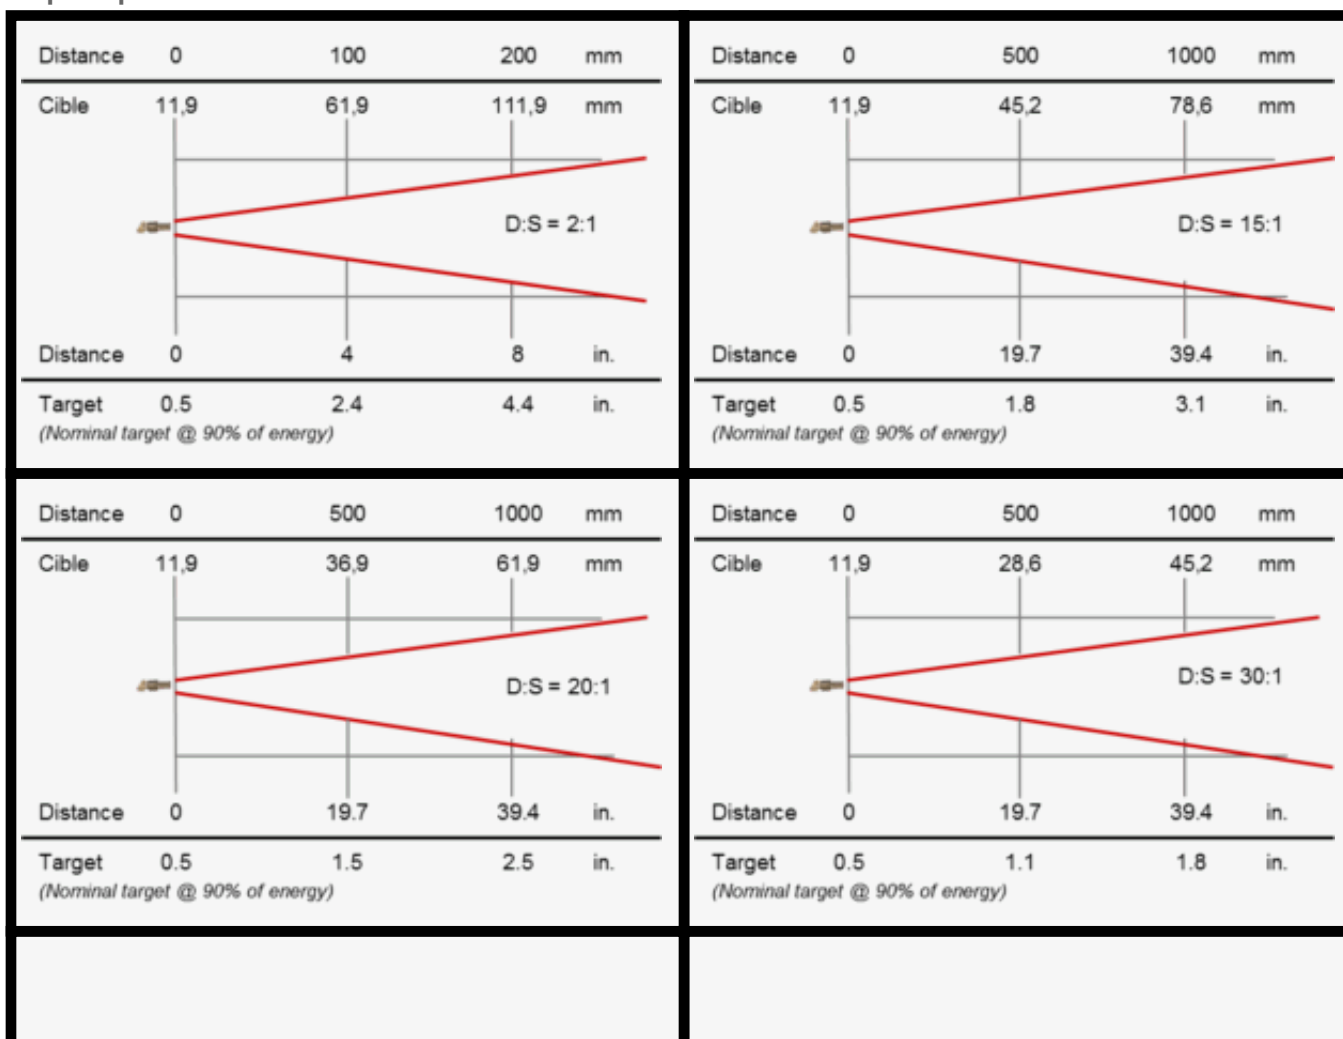 Distance 0 100 200 mm
Cible 11,9 61,9 111,9 mm
D:S = 2:1
Distance 0 4 8 in.
Target 0.5 2.4 4.4 in.
(Nominal target @ 90% of energy)
Distance 0 500 1000 mm
Cible 11,9 45,2 78,6 mm
D:S = 15:1
Distance 0 19.7 39.4 in.
Target 0.5 1.8 3.1 in.
(Nominal target @ 90% of energy)
Distance 0 500 1000 mm
Cible 11,9 36,9 61,9 mm
D:S = 20:1
Distance 0 19.7 39.4 in.
Target 0.5 1.5 2.5 in.
(Nominal target @ 90% of energy)
Distance 0 500 1000 mm
Cible 11,9 28,6 45,2 mm
D:S = 30:1
Distance 0 19.7 39.4 in.
Target 0.5 1.1 1.8 in.
(Nominal target @ 90% of energy)